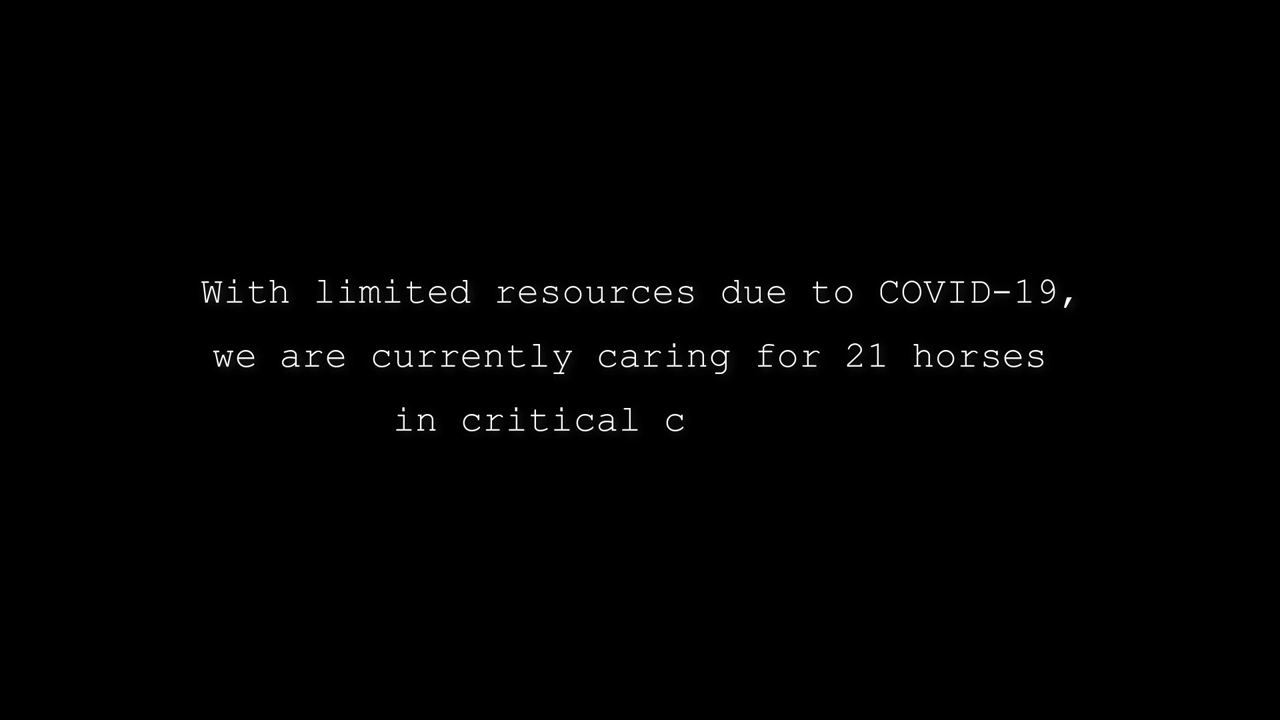 With limited resources due to COVID-19,
we are currently caring for 21 horses
in critical c